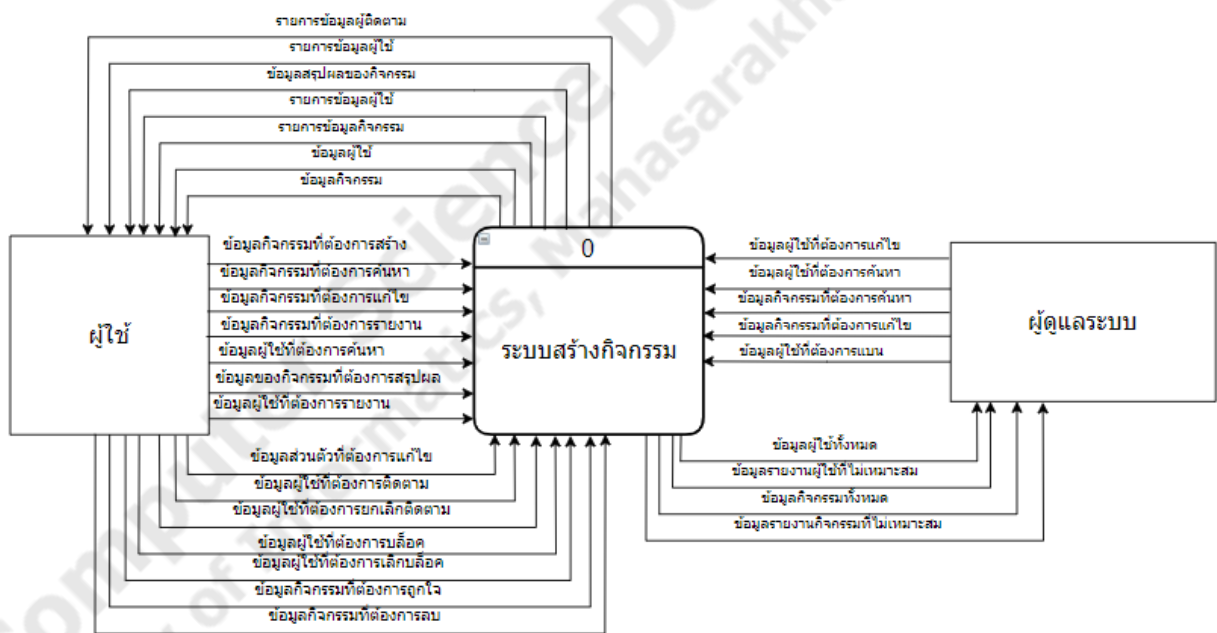 รายการข้อมูลผู้ติดตาม
รายการข้อมูลผู้ใช้
ข้อมูลสรุปผลของกิจกรรม
รายการข้อมูลผู้ใช้
รายการข้อมูลกิจกรรม
ข้อมูลผู้ใช้
ข้อมูลกิจกรรม
ผู้ใช้
ข้อมูลกิจกรรมที่ต้องการสร้าง
ข้อมูลกิจกรรมที่ต้องการค้นหา
ข้อมูลกิจกรรมที่ต้องการแก้ไข
ข้อมูลกิจกรรมที่ต้องการรายงาน
ข้อมูลผู้ใช้ที่ต้องการค้นหา
ข้อมูลของกิจกรรมที่ต้องการสรุปผล
ข้อมูลผู้ใช้ที่ต้องการรายงาน
0
ระบบสร้างกิจกรรม
ข้อมูลผู้ใช้ที่ต้องการแก้ไข
ข้อมูลผู้ใช้ที่ต้องการค้นหา
ข้อมูลกิจกรรมที่ต้องการค้นหา
ข้อมูลกิจกรรมที่ต้องการแก้ไข
ข้อมูลผู้ใช้ที่ต้องการแบน
ผู้ดูแลระบบ
ข้อมูลส่วนตัวที่ต้องการแก้ไข
ข้อมูลผู้ใช้ที่ต้องการติดตาม
ข้อมูลผู้ใช้ที่ต้องการยกเลิกติดตาม
ข้อมูลผู้ใช้ที่ต้องการบล็อค
ข้อมูลผู้ใช้ที่ต้องการเลิกบล็อค
ข้อมูลกิจกรรมที่ต้องการถูกใจ
ข้อมูลกิจกรรมที่ต้องการลบ
ข้อมูลผู้ใช้ทั้งหมด
ข้อมูลรายงานผู้ใช้ที่ไม่เหมาะสม
ข้อมูลกิจกรรมทั้งหมด
ข้อมูลรายงานกิจกรรมที่ไม่เหมาะสม
Computer Science
of Informatics,